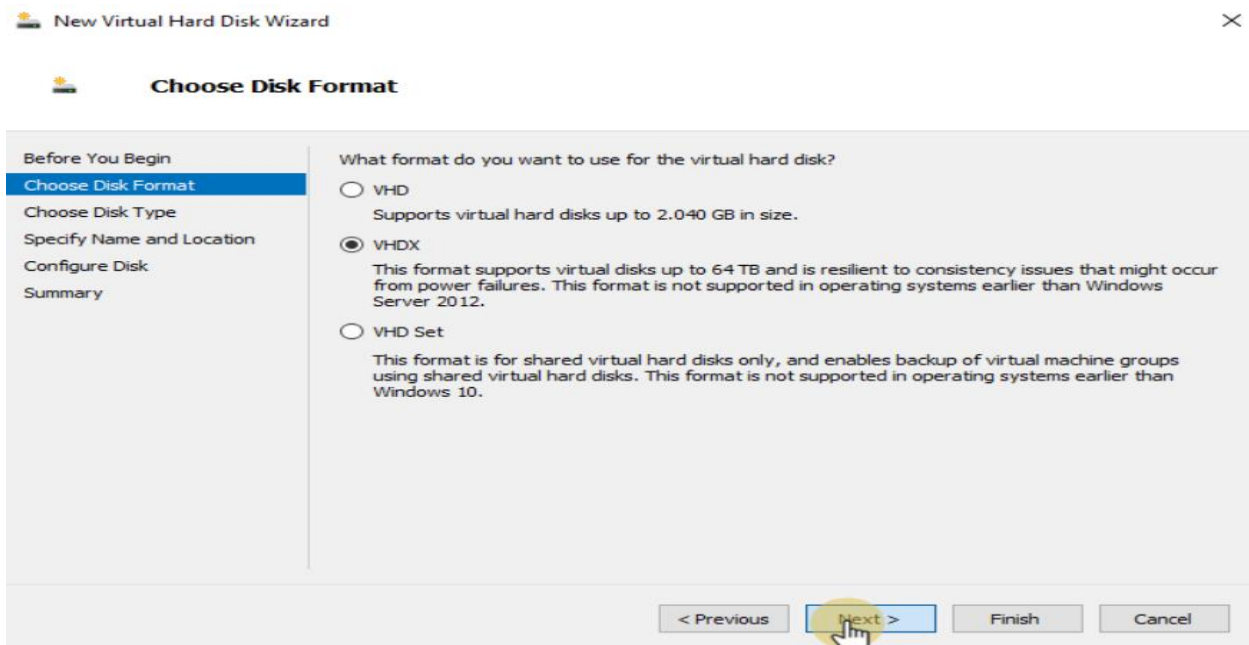 New Virtual Hard Disk Wizard
Choose Disk Format
Before You Begin
Choose Disk Format
Choose Disk Type
Specify Name and Location
Configure Disk
Summary
What format do you want to use for the virtual hard disk?
VHD
Supports virtual hard disks up to 2.040 GB in size.
VHDX
This format supports virtual disks up to 64 TB and is resilient to consistency issues that might occur
from power failures. This format is not supported in operating systems earlier than Windows
Server 2012.
VHD Set
This format is for shared virtual hard disks only, and enables backup of virtual machine groups
using shared virtual hard disks. This format is not supported in operating systems earlier than
Windows 10.
< Previous
Next >
Finish
Cancel